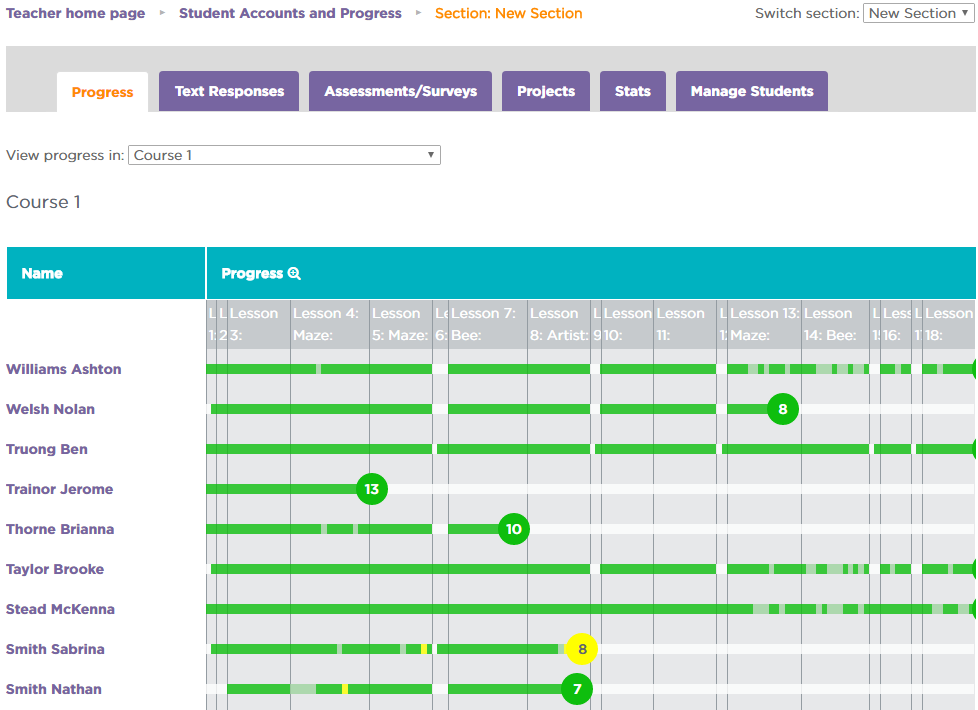 Teacher home page ▸ Student Accounts and Progress ▸ Section: New Section
Switch section: New Section
Progress
Text Responses
Assessments/Surveys
Projects
Stats
Manage Students
View progress in: Course 1
Course 1
Name
Progress
L L Lesson Lesson 4: Lesson Le Lesson 7: Lesson L Lesson Lesson L Lesson 13: Lesson L Less L Lesson
1: 2 3: Maze: 5: Maze: 6: Bee: 8: Artist: 9 10: 11: Maze: 14: Bee: 16: 18:
Williams Ashton
Welsh Nolan 8
Truong Ben
Trainor Jerome 13
Thorne Brianna 10
Taylor Brooke
Stead McKenna
Smith Sabrina 8
Smith Nathan 7